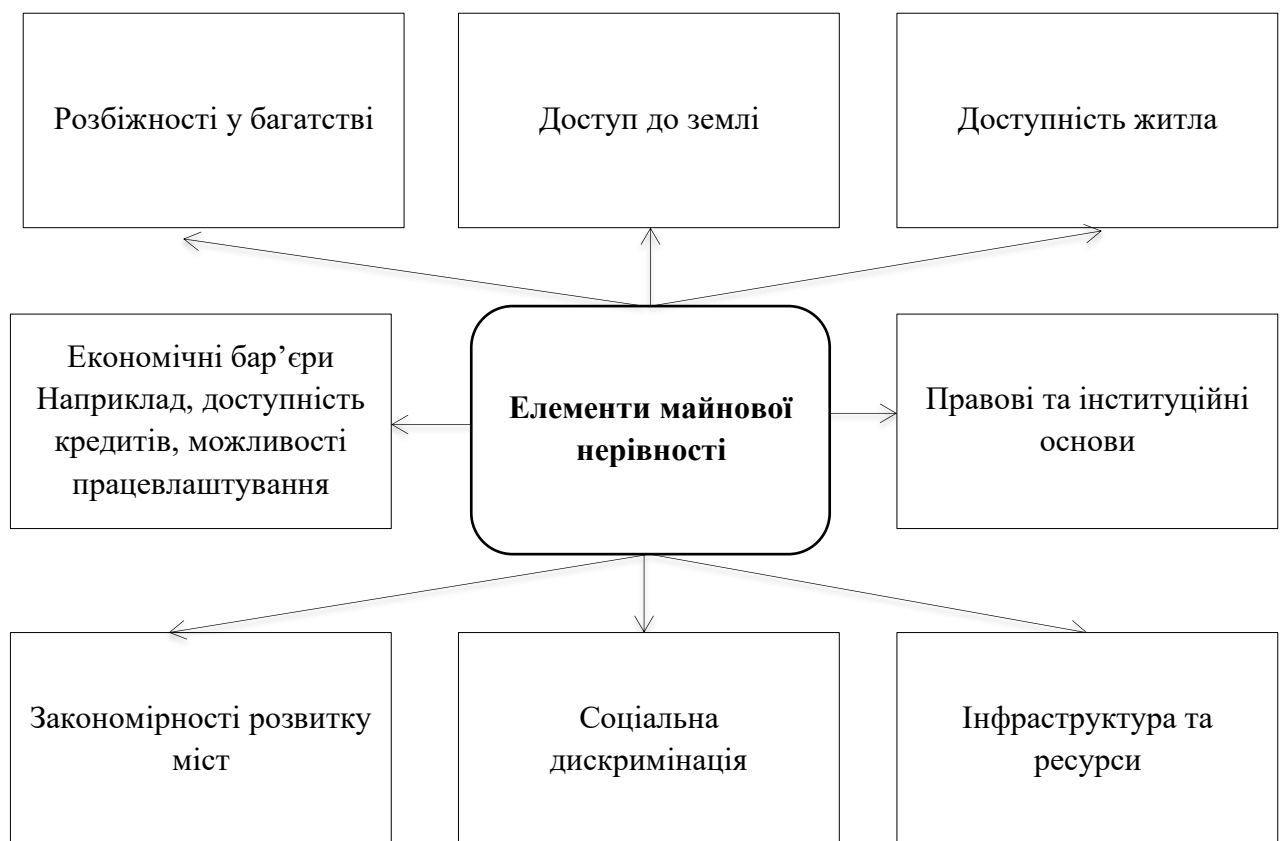 Розбіжності у багатстві
Доступ до землі
Доступність житла
Економічні бар’єри
Наприклад, доступність
кредитів, можливості
працевлаштування
Елементи майнової
нерівності
Правові та інституційні
основи
Закономірності розвитку
міст
Соціальна
дискримінація
Інфраструктура та
ресурси